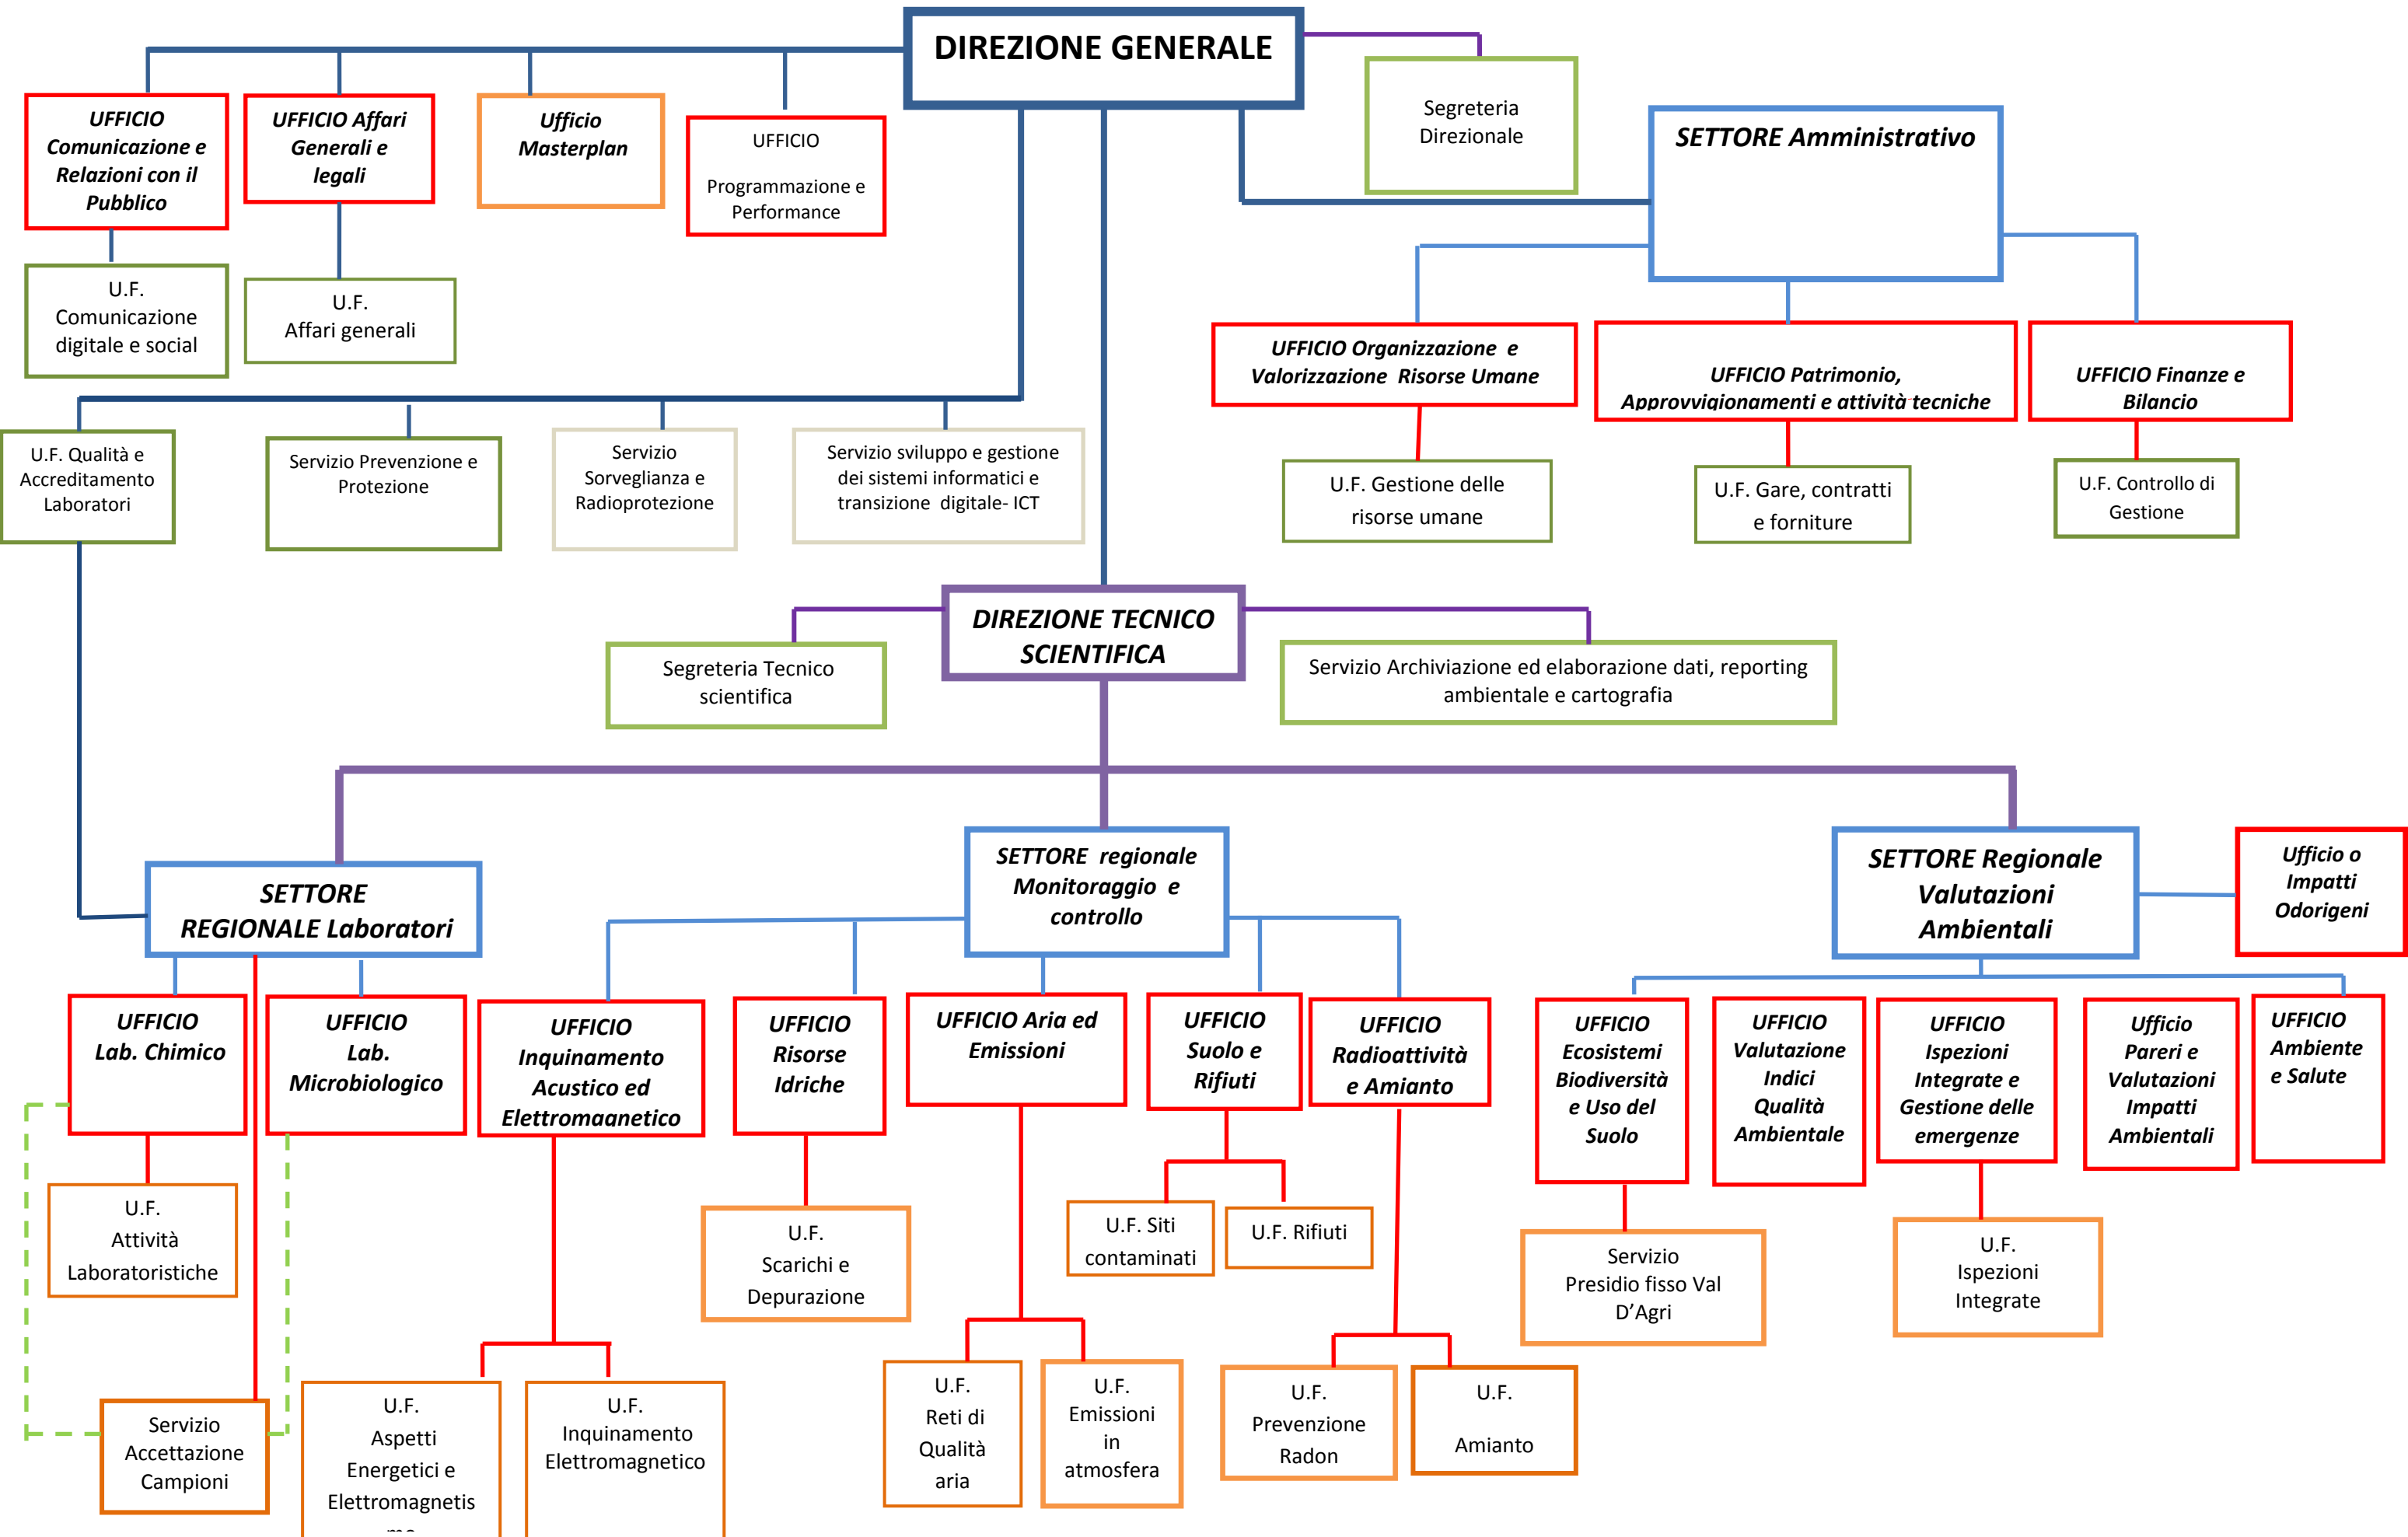 DIREZIONE GENERALE
Segreteria
Direzionale
SETTORE Amministrativo
UFFICIO
Comunicazione e
Relazioni con il
Pubblico
UFFICIO Affari
Generali e
legali
Ufficio
Masterplan
UFFICIO
Programmazione e
Performance
U.F.
Comunicazione
digitale e social
U.F.
Affari generali
UFFICIO Organizzazione e
Valorizzazione Risorse Umane
UFFICIO Patrimonio,
Approvvigionamenti e attività tecniche
UFFICIO Finanze e
Bilancio
U.F. Qualità e
Accreditamento
Laboratori
Servizio Prevenzione e
Protezione
Servizio
Sorveglianza e
Radioprotezione
Servizio sviluppo e gestione
dei sistemi informatici e
transizione digitale- ICT
U.F. Gestione delle
risorse umane
U.F. Gare, contratti
e forniture
U.F. Controllo di
Gestione
DIREZIONE TECNICO
SCIENTIFICA
Segreteria Tecnico
scientifica
Servizio Archiviazione ed elaborazione dati, reporting
ambientale e cartografia
SETTORE
REGIONALE Laboratori
SETTORE regionale
Monitoraggio e
controllo
SETTORE Regionale
Valutazioni
Ambientali
Ufficio o
Impatti
Odorigeni
UFFICIO
Lab. Chimico
UFFICIO
Lab.
Microbiologico
UFFICIO
Inquinamento
Acustico ed
Elettromagnetico
UFFICIO
Risorse
Idriche
UFFICIO Aria ed
Emissioni
UFFICIO
Suolo e
Rifiuti
UFFICIO
Radioattività
e Amianto
UFFICIO
Ecosistemi
Biodiversità
e Uso del
Suolo
UFFICIO
Valutazione
Indici
Qualità
Ambientale
UFFICIO
Ispezioni
Integrate e
Gestione delle
emergenze
Ufficio
Pareri e
Valutazioni
Impatti
Ambientali
UFFICIO
Ambiente
e Salute
U.F.
Attività
Laboratoristiche
U.F.
Scarichi e
Depurazione
U.F. Siti
contaminati
U.F. Rifiuti
Servizio
Presidio fisso Val
D’Agri
U.F.
Ispezioni
Integrate
Servizio
Accettazione
Campioni
U.F.
Aspetti
Energetici e
Elettromagnetis
U.F.
Inquinamento
Elettromagnetico
U.F.
Reti di
Qualità
aria
U.F.
Emissioni
in
atmosfera
U.F.
Prevenzione
Radon
U.F.
Amianto